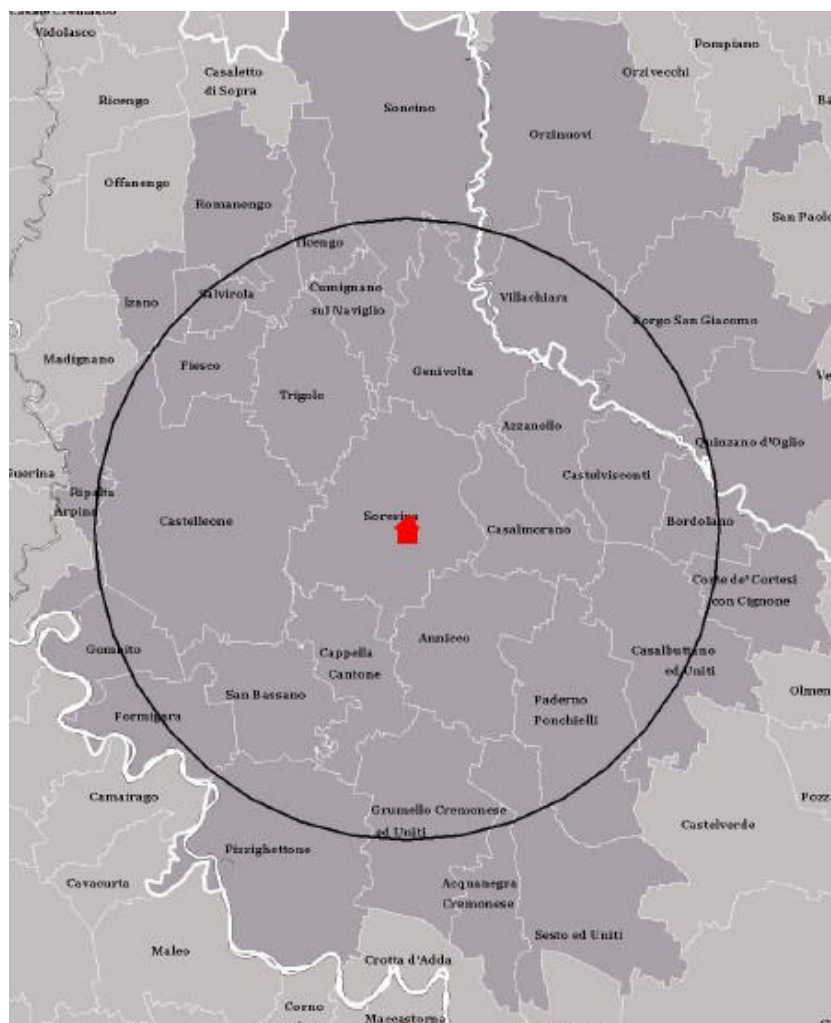 Vidolasco
Pompiano
Casaletto
di Sopra
Orzivecchi
Ricengo
Soncino
Orzinuovi
Offanengo
Romanengo
San Paolo
Ticengo
Izano
Salvirola
Cumignano
sul Naviglio
Villachiara
Borgo San Giacomo
Madignano
Fiesco
Genivolta
Trigolo
Azzanello
Quinzano d'Oglio
Castelvisconti
Ripalta
Arpina
Castelleone
Soresina
Casalmorano
Bordolano
Corte de' Cortesi
con Cignone
Annicco
Gombito
Cappella
Cantone
Casalbuttano
ed Uniti
San Bassano
Paderno
Ponchielli
Formigara
Camairago
Grumello Cremonese
ed Uniti
Castelverde
Pizzighettone
Cavacurta
Acquanegra
Cremonese
Sesto ed Uniti
Maleo
Crotta d'Adda
Corno
Maccastorna